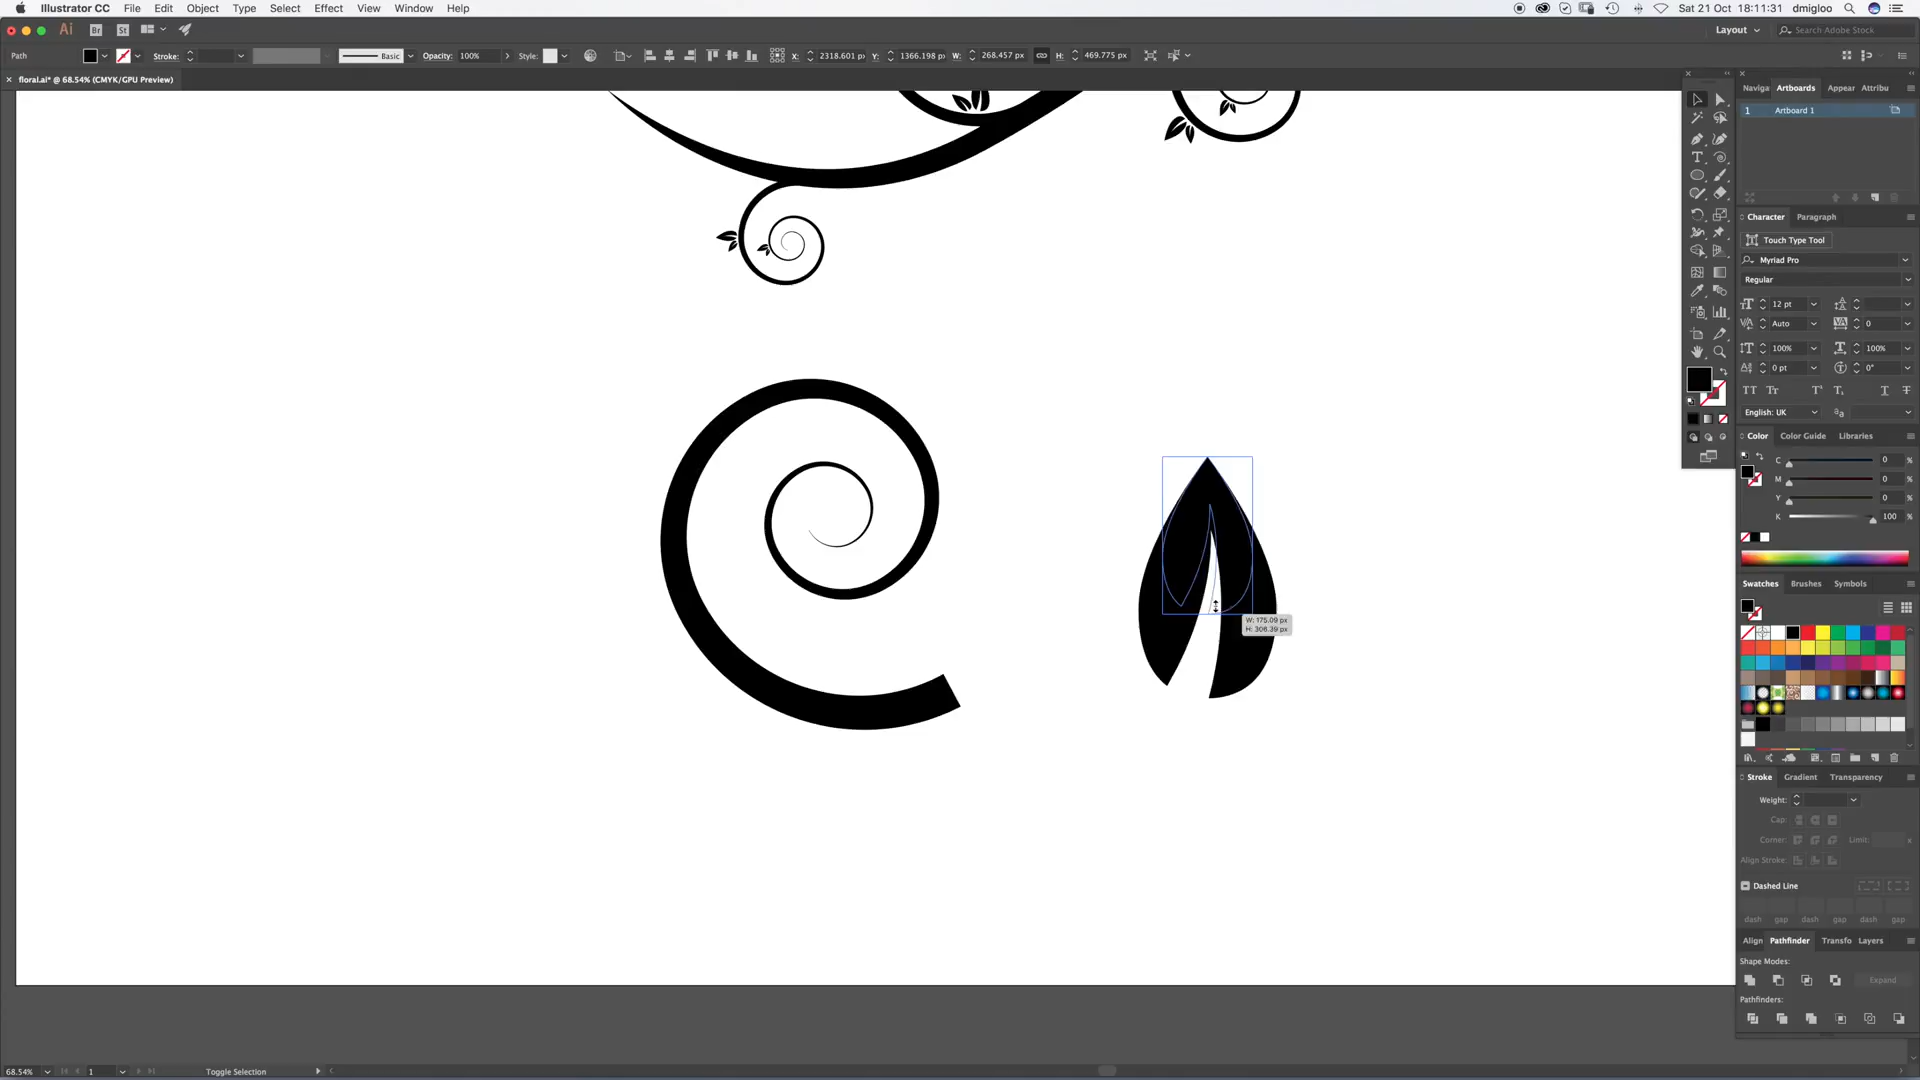 Illustrator CC File Edit Object Type Select Effect View Window Help Sat 21 Oct 18:11:31 dmigloo
Ai Br St Layout Search Adobe Stock
Path Stroke: Basic Opacity: 100% Style: X: 2318.601 px Y: 1366.198 px W: 268.457 px H: 469.775 px
floral.ai* @ 68.54% (CMYK/GPU Preview)
Naviga Artboards Appear Attribu
1 Artboard 1
Character Paragraph
Touch Type Tool
Myriad Pro
Regular
12 pt
Auto 0
100% 100%
0 pt 0°
English: UK
Color Color Guide Libraries
C 0 %
M 0 %
Y 0 %
K 100 %
Swatches Brushes Symbols
W: 175.09 px
H: 306.39 px
Stroke Gradient Transparency
Weight:
Cap:
Corner: Limit: x
Align Stroke:
Dashed Line
dash gap dash gap dash gap
Align Pathfinder Transfo Layers
Shape Modes:
Expand
Pathfinders:
68.54% 1 Toggle Selection